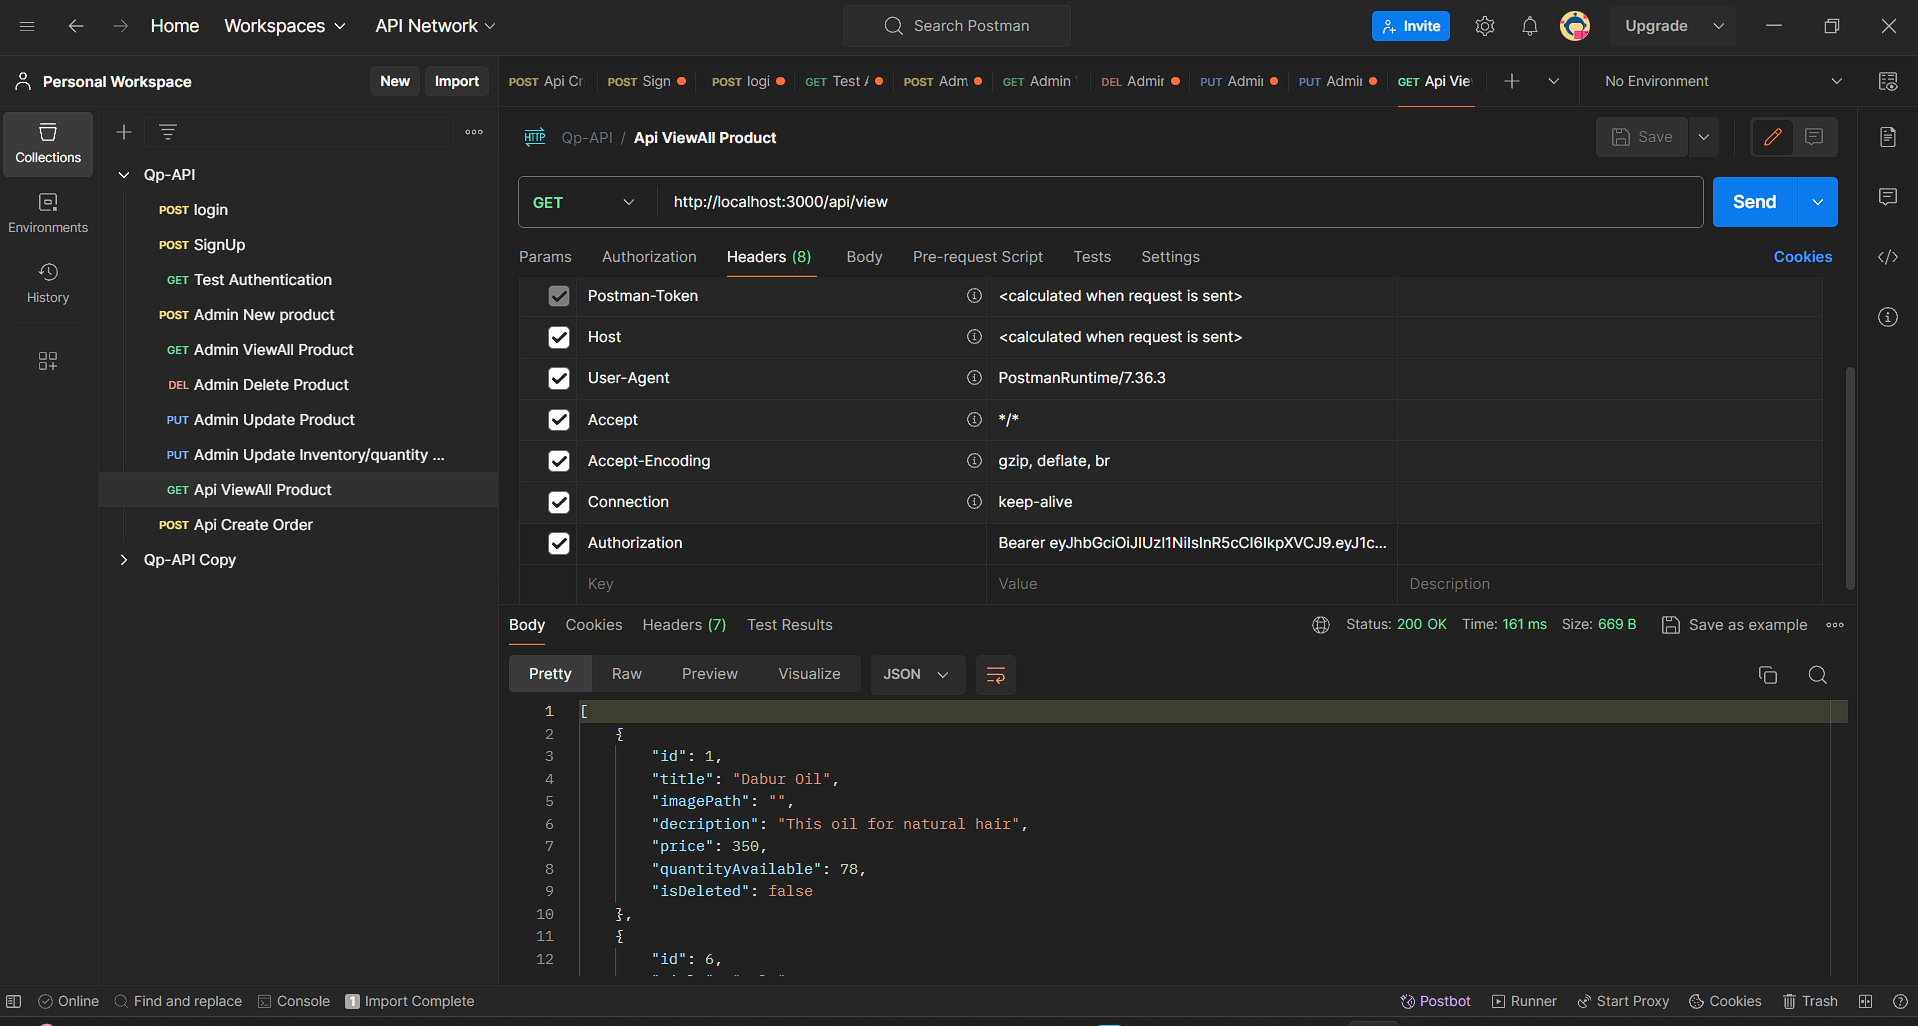 Home Workspaces API Network Search Postman Invite Upgrade
Personal Workspace New Import POST Api Cr POST Sign POST logi GET Test A POST Adm GET Admin DEL Admin PUT Admi PUT Admi GET Api Vie No Environment
Collections
Environments
History
Qp-API
POST login
POST SignUp
GET Test Authentication
POST Admin New product
GET Admin ViewAll Product
DEL Admin Delete Product
PUT Admin Update Product
PUT Admin Update Inventory/quantity ...
GET Api ViewAll Product
POST Api Create Order
Qp-API Copy
HTTP Qp-API / Api ViewAll Product Save
GET http://localhost:3000/api/view Send
Params Authorization Headers (8) Body Pre-request Script Tests Settings Cookies
Postman-Token <calculated when request is sent>
Host <calculated when request is sent>
User-Agent PostmanRuntime/7.36.3
Accept */*
Accept-Encoding gzip, deflate, br
Connection keep-alive
Authorization Bearer eyJhbGciOiJIUzI1NiIsInR5cCI6IkpXVCJ9.eyJ1c...
Key Value Description
Body Cookies Headers (7) Test Results Status: 200 OK Time: 161 ms Size: 669 B Save as example
Pretty Raw Preview Visualize JSON
1 [
2 {
3 "id": 1,
4 "title": "Dabur Oil",
5 "imagePath": "",
6 "decription": "This oil for natural hair",
7 "price": 350,
8 "quantityAvailable": 78,
9 "isDeleted": false
10 },
11 {
12 "id": 6,
Online Find and replace Console 1 Import Complete Postbot Runner Start Proxy Cookies Trash